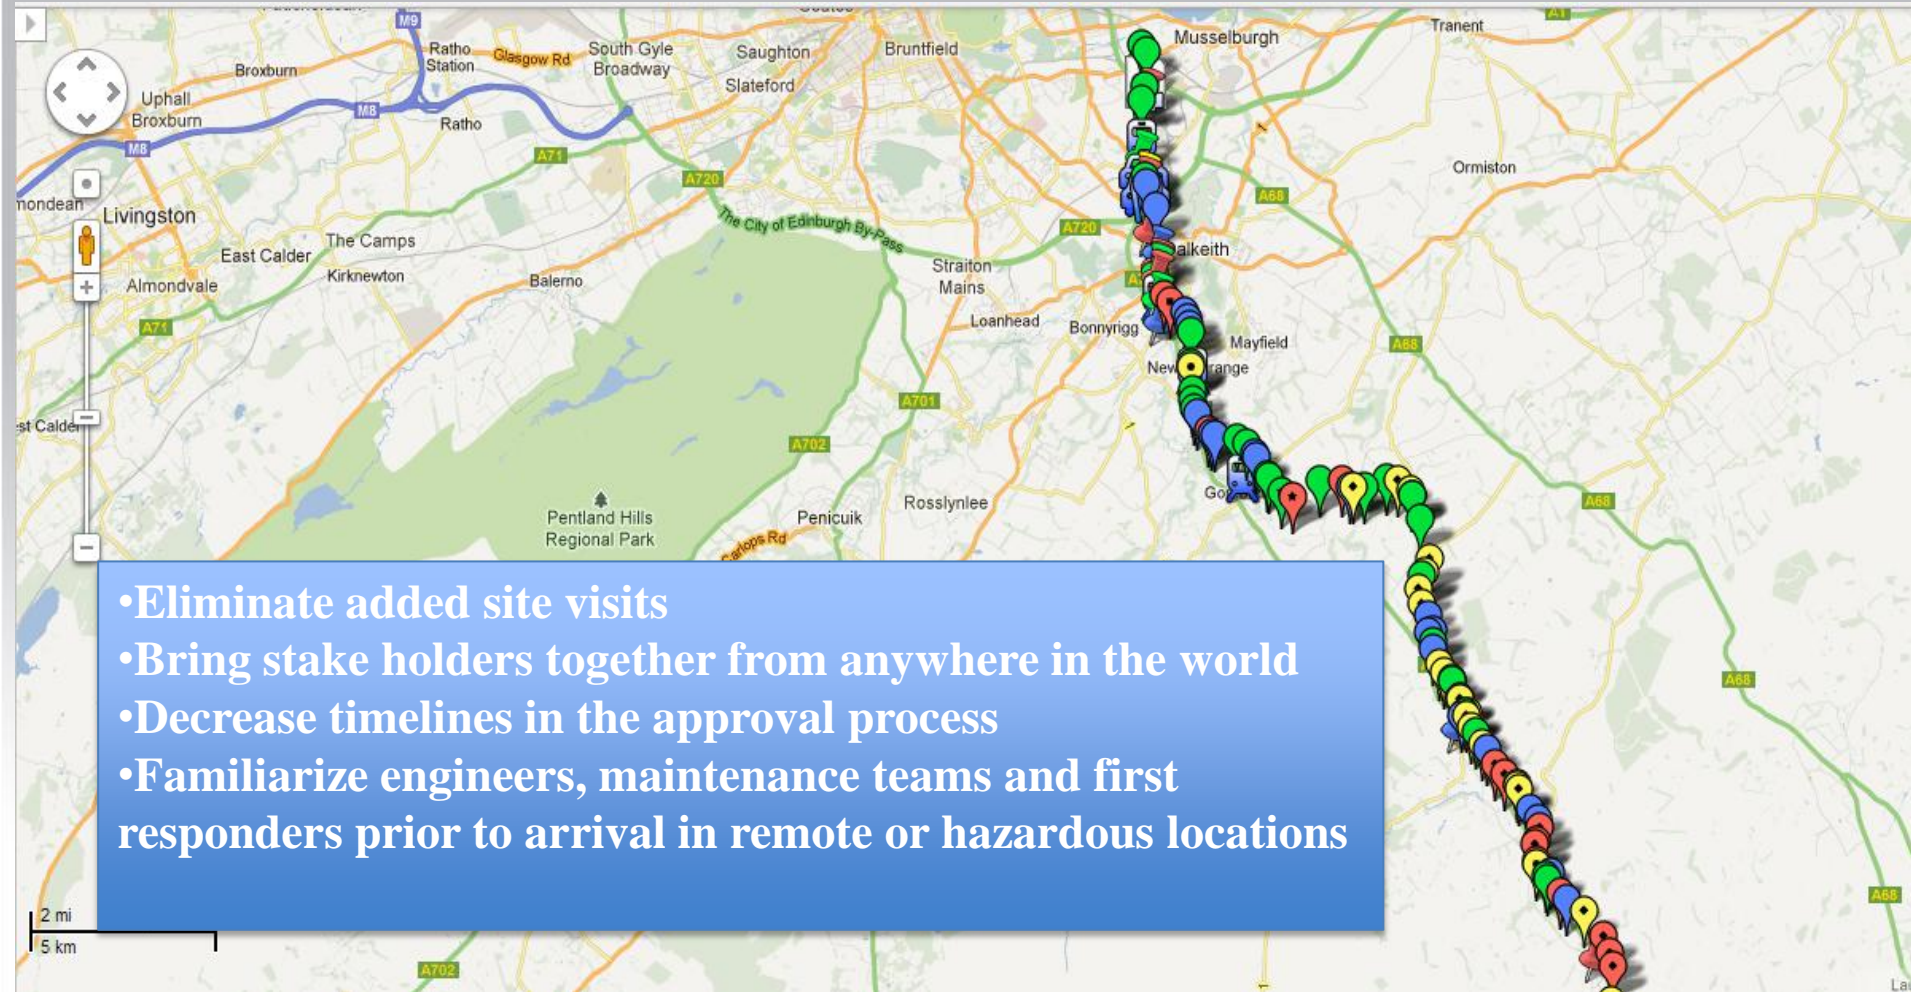 M9
Ratho
Station
Glasgow Rd
South Gyle
Broadway
Saughton
Bruntfield
Musselburgh
Tranent
A1
Broxburn
Slateford
Uphall
Broxburn
M8
Ratho
M8
A71
A720
Ormiston
A68
Livingston
The City of Edinburgh By-Pass
A720
East Calder
The Camps
Kirknewton
Almondvale
Balerno
Straiton
Mains
alkeith
A71
Loanhead
Bonnyrigg
Mayfield
A68
A701
A702
Pentland Hills
Regional Park
Penicuik
Rosslynlee
A68
Carlops Rd
•Eliminate added site visits
•Bring stake holders together from anywhere in the world
•Decrease timelines in the approval process
•Familiarize engineers, maintenance teams and first
responders prior to arrival in remote or hazardous locations
A68
A68
2 mi
5 km
A702